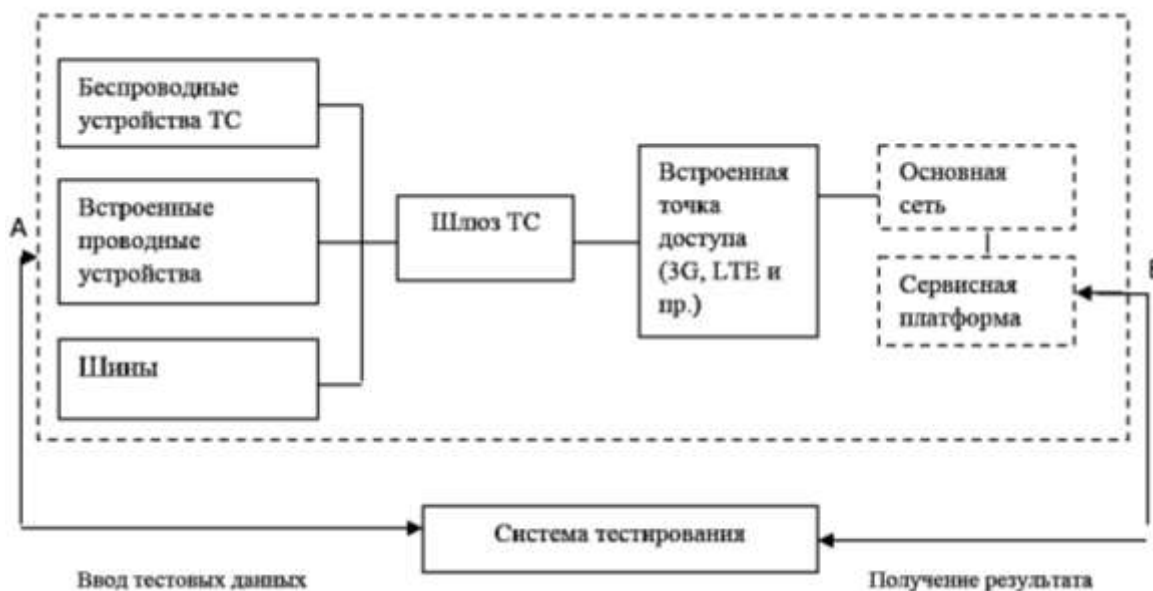 Беспроводные
устройства ТС
Встроенные
проводные
устройства
Шины
Шлюз ТС
Встроенная
точка
доступа
(3G, LTE и
пр.)
Основная
сеть
Сервисная
платформа
А
Система тестирования
Ввод тестовых данных
Получение результата